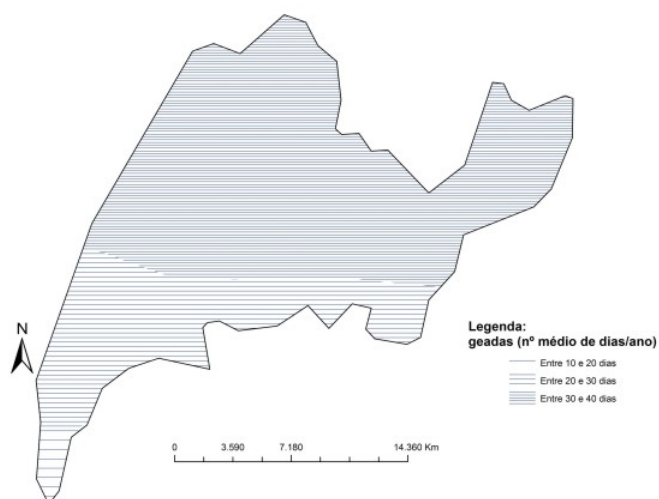 N
Legenda:
geadas (nº médio de dias/ano)
Entre 10 e 20 dias
Entre 20 e 30 dias
Entre 30 e 40 dias
0 3.590 7.180 14.360 Km